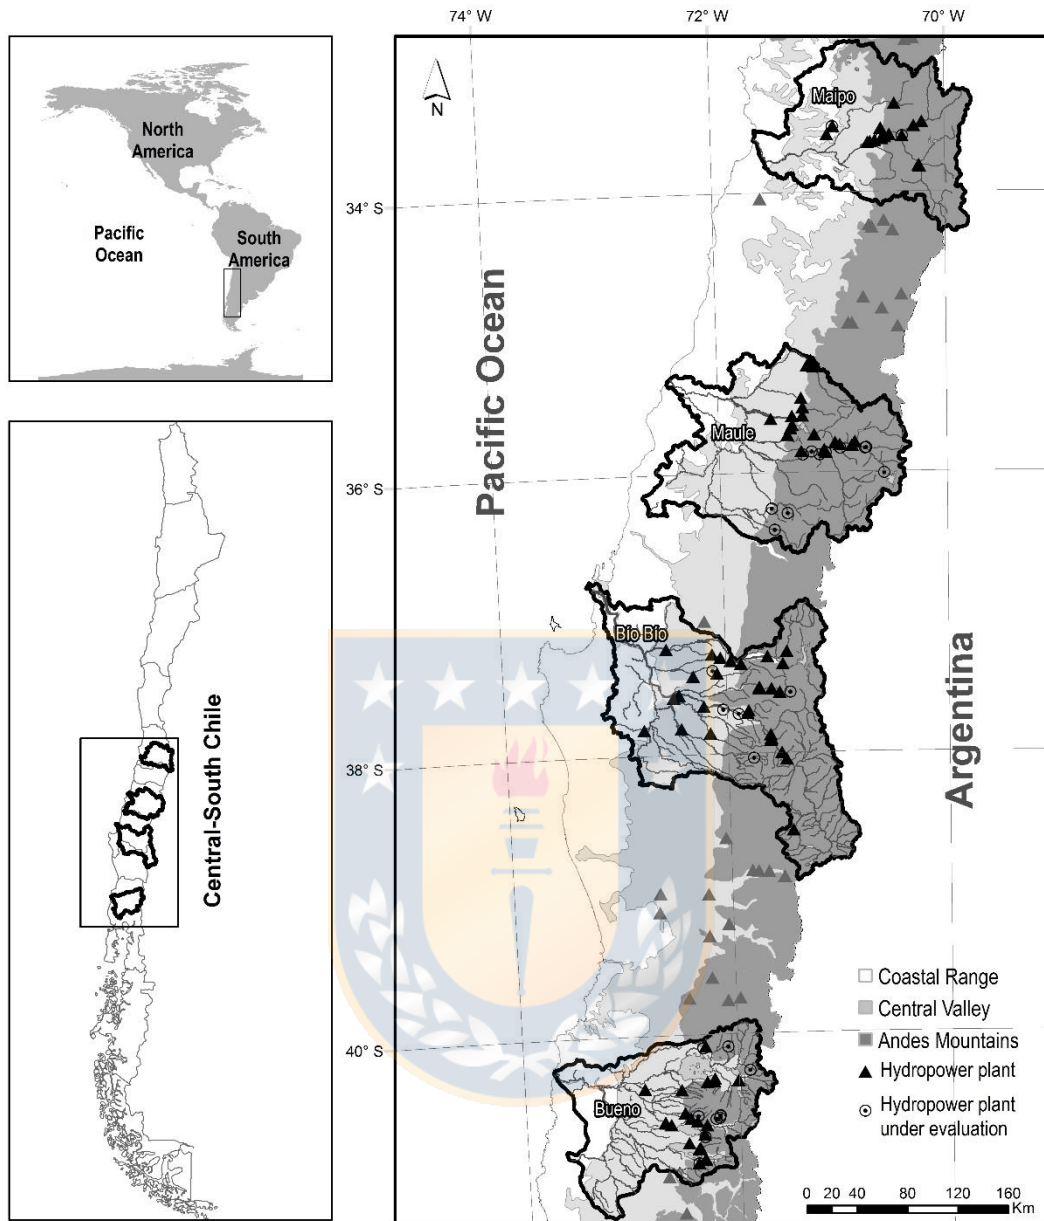 74° W
72° W
70° W
North
America
Pacific
Ocean
South
America
N
Maipo
34° S
Pacific Ocean
Maule
36° S
Bío Bío
Central-South Chile
38° S
Argentina
Coastal Range
Central Valley
Andes Mountains
Hydropower plant
Hydropower plant
under evaluation
40° S
Bueno
0 20 40 80 120 160
Km